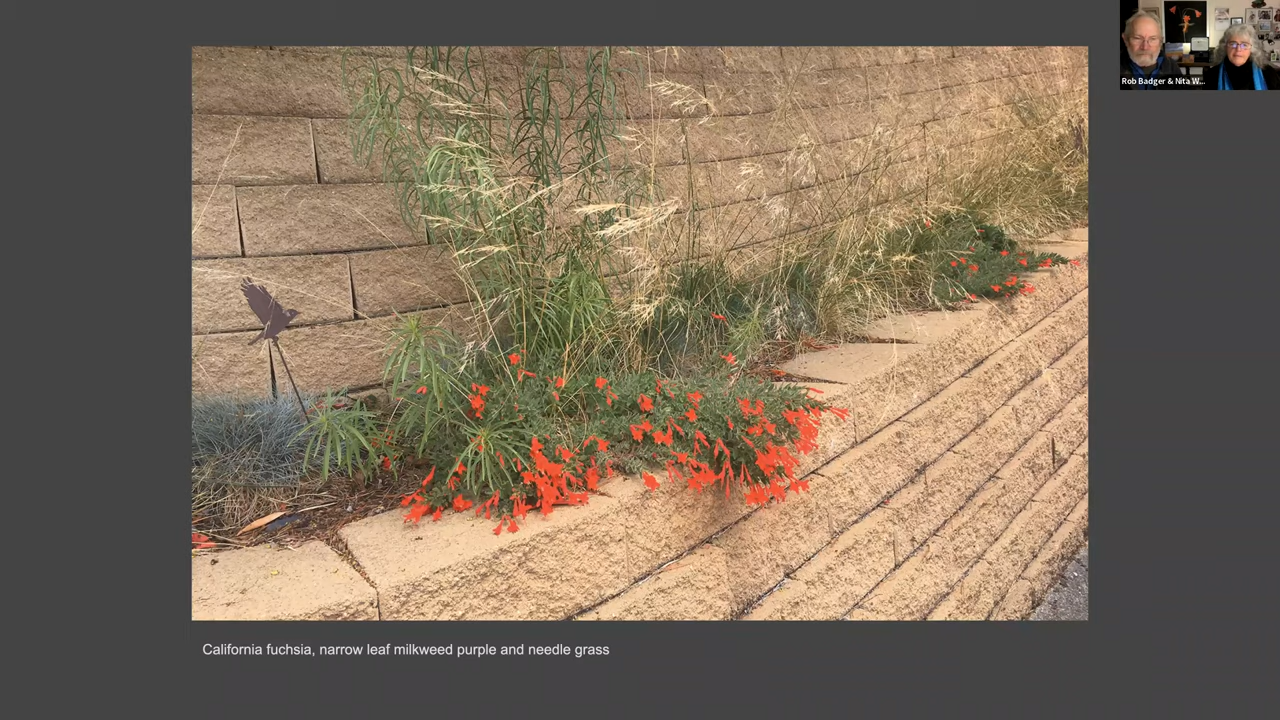 Rob Badger & Nita W...
California fuchsia, narrow leaf milkweed purple and needle grass